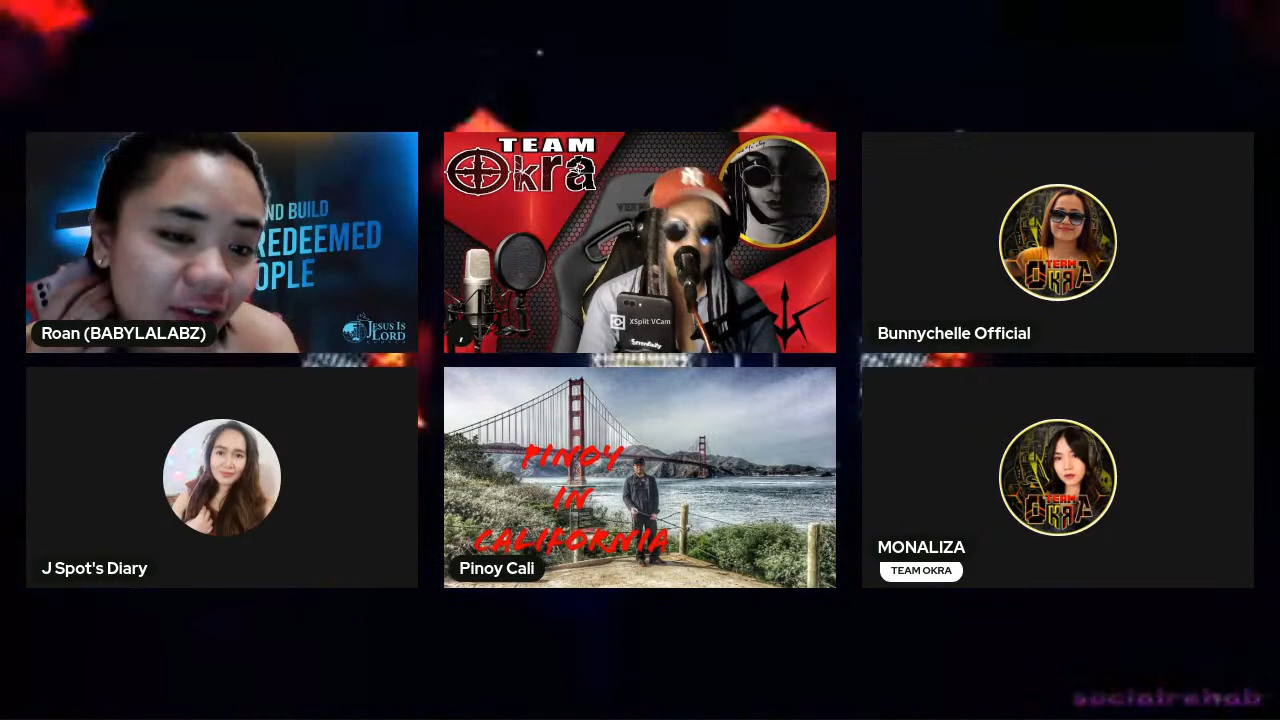 ND BUILD
REDEEMED
OPLE
JESUS IS
LORD
CHURCH
Roan (BABYLALABZ)
TEAM
Okra
XSplit VCam
,
TEAM
OKRA
Bunnychelle Official
J Spot's Diary
PINOY
IN
CALIFORNIA
Pinoy Cali
TEAM
OKRA
MONALIZA
TEAM OKRA
socialrehab